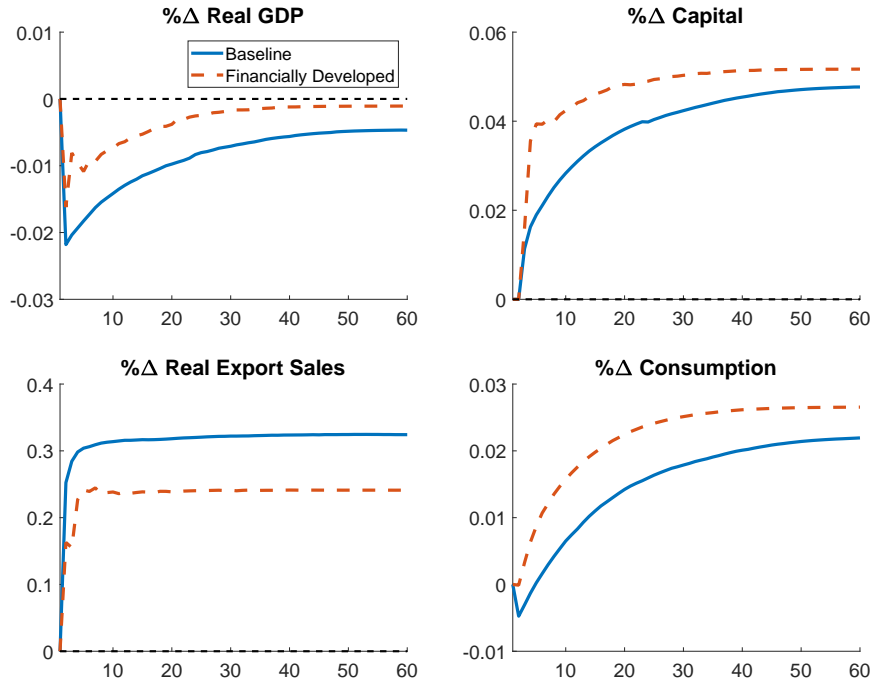 %Δ Real GDP
0.01
0
-0.01
-0.02
-0.03
10 20 30 40 50 60
Baseline
Financially Developed
%Δ Capital
0.06
0.04
0.02
0
10 20 30 40 50 60
%Δ Real Export Sales
0.4
0.3
0.2
0.1
0
10 20 30 40 50 60
%Δ Consumption
0.03
0.02
0.01
0
-0.01
10 20 30 40 50 60